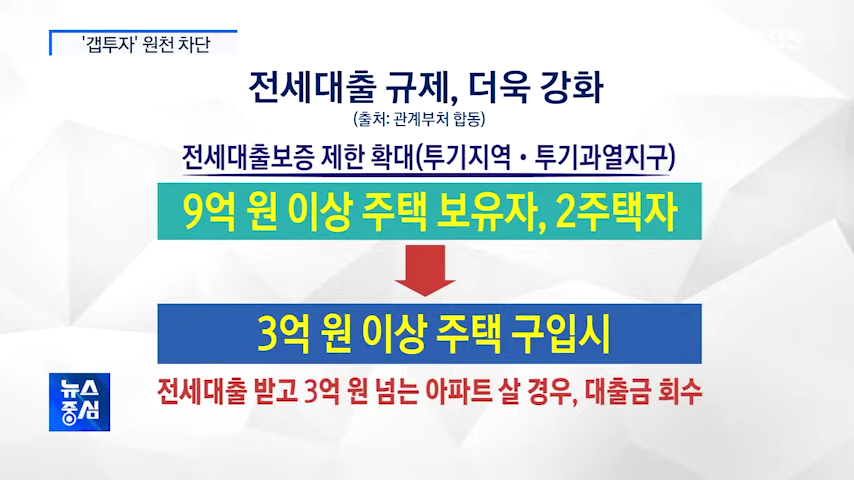 '갭투자' 원천 차단
전세대출 규제, 더욱 강화
(출처: 관계부처 합동)
전세대출보증 제한 확대(투기지역·투기과열지구)
9억 원 이상 주택 보유자, 2주택자
3억 원 이상 주택 구입시
전세대출 받고 3억 원 넘는 아파트 살 경우, 대출금 회수
뉴스
중심